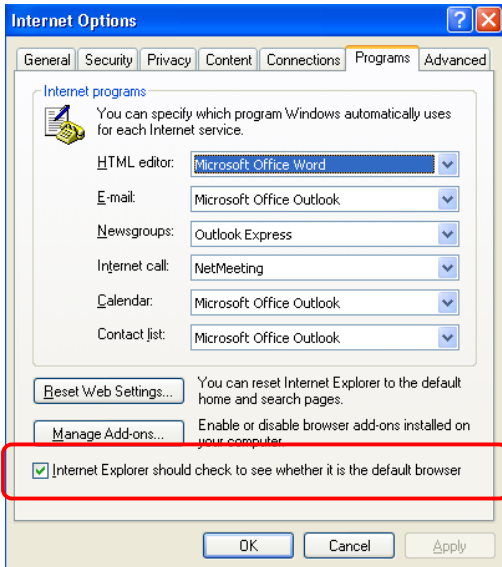 Internet Options
General Security Privacy Content Connections Programs Advanced
Internet programs
You can specify which program Windows automatically uses
for each Internet service.
HTML editor: Microsoft Office Word
E-mail: Microsoft Office Outlook
Newsgroups: Outlook Express
Internet call: NetMeeting
Calendar: Microsoft Office Outlook
Contact list: Microsoft Office Outlook
Reset Web Settings... You can reset Internet Explorer to the default
home and search pages.
Manage Add-ons... Enable or disable browser add-ons installed on
your computer.
Internet Explorer should check to see whether it is the default browser
OK Cancel Apply